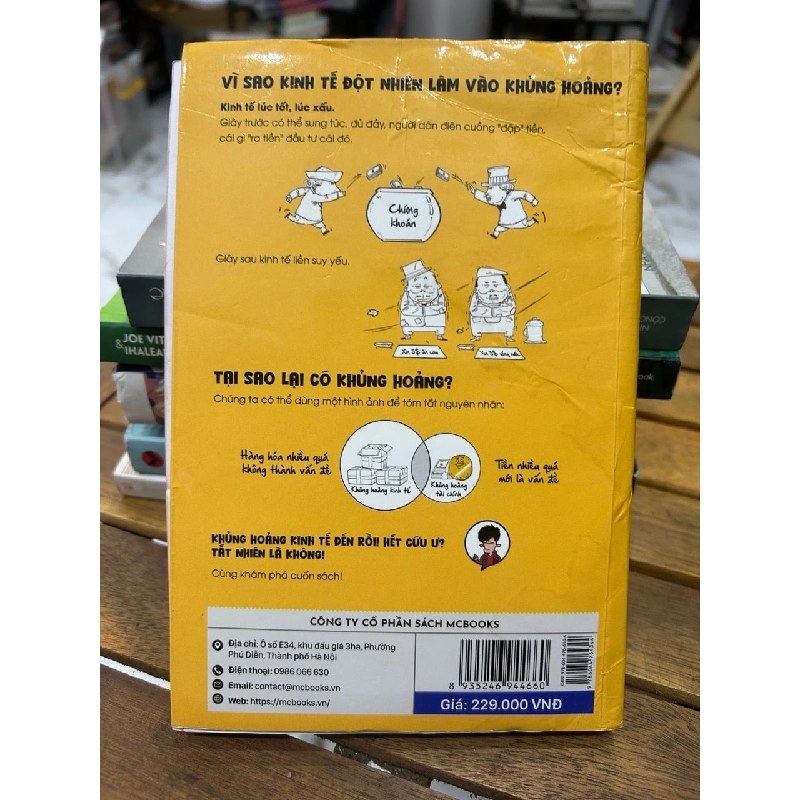 VÌ SAO KINH TẾ ĐỘT NHIÊN LÂM VÀO KHỦNG HOẢNG?
Kinh tế lúc tốt, lúc xấu.
Giây trước có thể sung túc, đủ đầy, người dân điên cuồng "đập" tiền,
cái gì "ra tiền" đầu tư cái đó.
Chứng
khoán
Giây sau kinh tế liền suy yếu.
TẠI SAO LẠI CÓ KHỦNG HOẢNG?
Chúng ta có thể dùng một hình ảnh để tóm tắt nguyên nhân:
Hàng hóa nhiều quá
không thành vấn đề
Khủng hoảng kinh tế
Khủng hoảng
tài chính
Tiền nhiều quá
mới là vấn đề
KHỦNG HOẢNG KINH TẾ ĐẾN RỒI! HẾT CỨU Ư?
TẤT NHIÊN LÀ KHÔNG!
Cùng khám phá cuốn sách!
CÔNG TY CỔ PHẦN SÁCH MCBOOKS
Địa chỉ: Ô số E34, khu đấu giá 3ha, Phường
Phú Diễn, Thành phố Hà Nội
Điện thoại: 0986 066 630
Email: contact@mcbooks.vn
Web: https://mcbooks.vn/
8 935246 944660
Giá: 229.000 VNĐ
JOE VIT
IHALEA